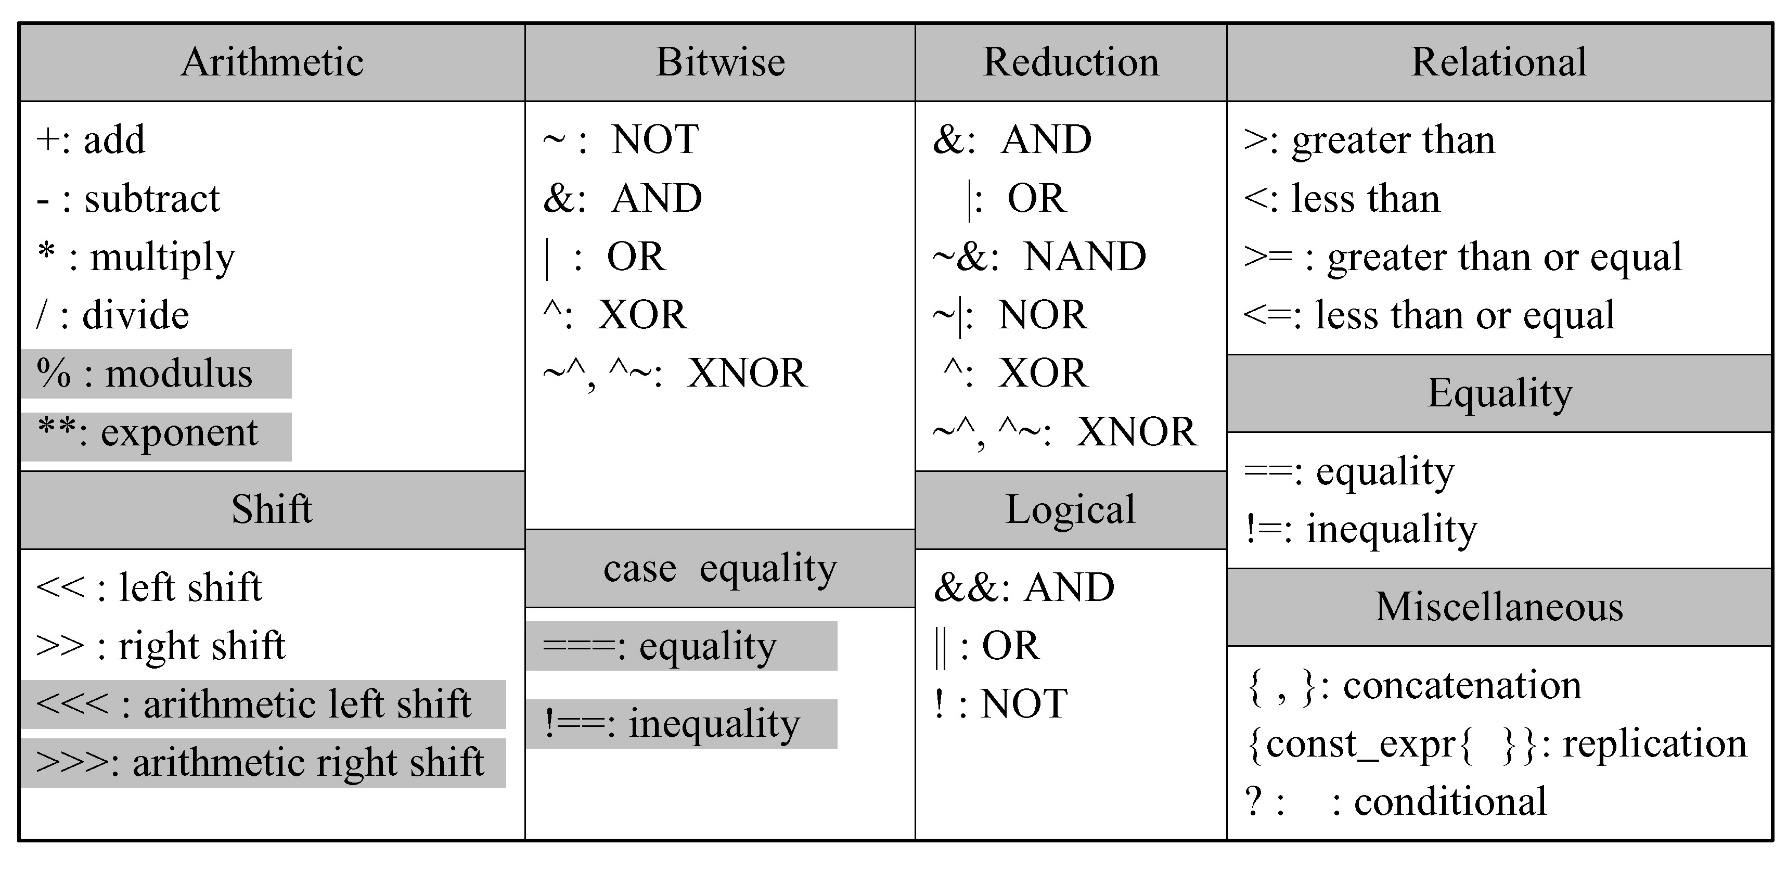 Arithmetic
+: add
- : subtract
* : multiply
/ : divide
% : modulus
**: exponent
Shift
<< : left shift
>> : right shift
<<< : arithmetic left shift
>>>: arithmetic right shift
Bitwise
~ : NOT
&: AND
| : OR
^: XOR
~^, ^~: XNOR
case equality
===: equality
!==: inequality
Reduction
&: AND
|: OR
~&: NAND
~|: NOR
^: XOR
~^, ^~: XNOR
Logical
&&: AND
|| : OR
! : NOT
Relational
>: greater than
<: less than
>= : greater than or equal
<=: less than or equal
Equality
==: equality
!=: inequality
Miscellaneous
{ , }: concatenation
{const_expr{ }}: replication
? : : conditional